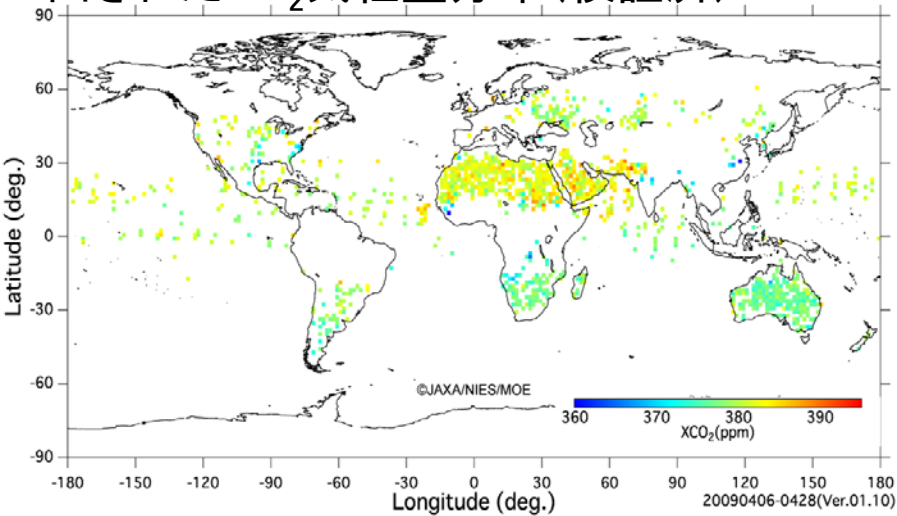 2
90
60
30
0
-30
-60
-90
Latitude (deg.)
©JAXA/NIES/MOE
360 370 380 390
XCO2(ppm)
-180 -150 -120 -90 -60 -30 0 30 60 90 120 150 180
Longitude (deg.)
20090406-0428(Ver.01.10)